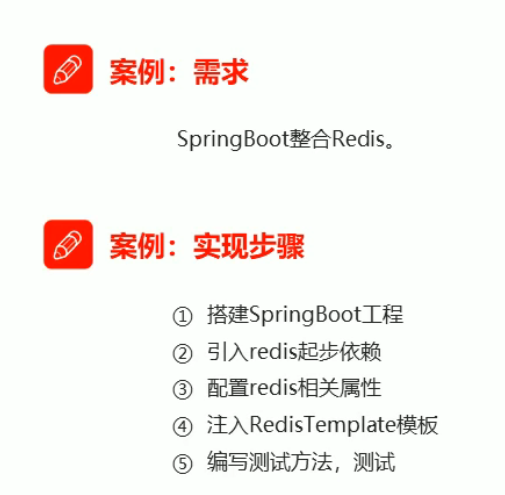 案例：需求
SpringBoot整合Redis。
案例：实现步骤
① 搭建SpringBoot工程
② 引入redis起步依赖
③ 配置redis相关属性
④ 注入RedisTemplate模板
⑤ 编写测试方法，测试